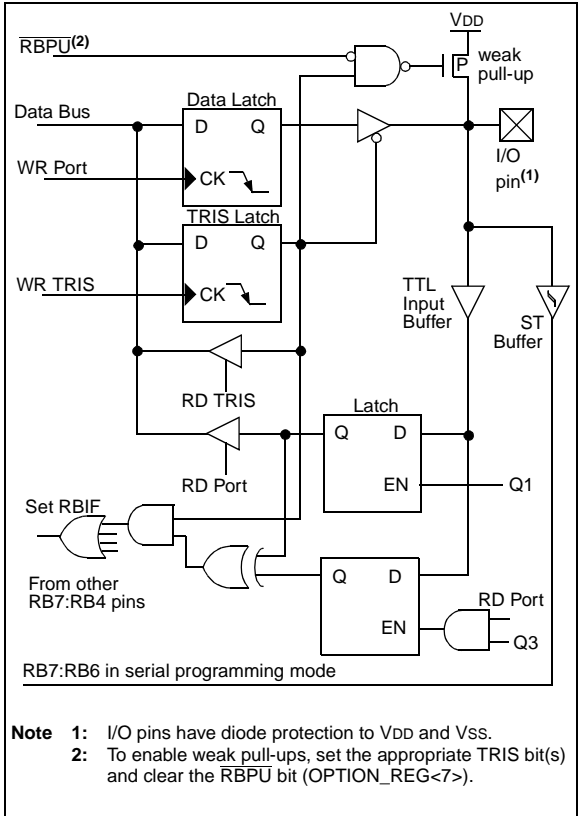 VDD
RBPU(2)
P
weak
pull-up
Data Latch
Data Bus
D
Q
I/O
pin(1)
WR Port
CK
TRIS Latch
D
Q
WR TRIS
CK
TTL
Input
Buffer
ST
Buffer
RD TRIS
Latch
Q
D
RD Port
EN
Q1
Set RBIF
From other
RB7:RB4 pins
Q
D
RD Port
EN
Q3
RB7:RB6 in serial programming mode
Note 1: I/O pins have diode protection to VDD and VSS.
2: To enable weak pull-ups, set the appropriate TRIS bit(s)
and clear the RBPU bit (OPTION_REG<7>).